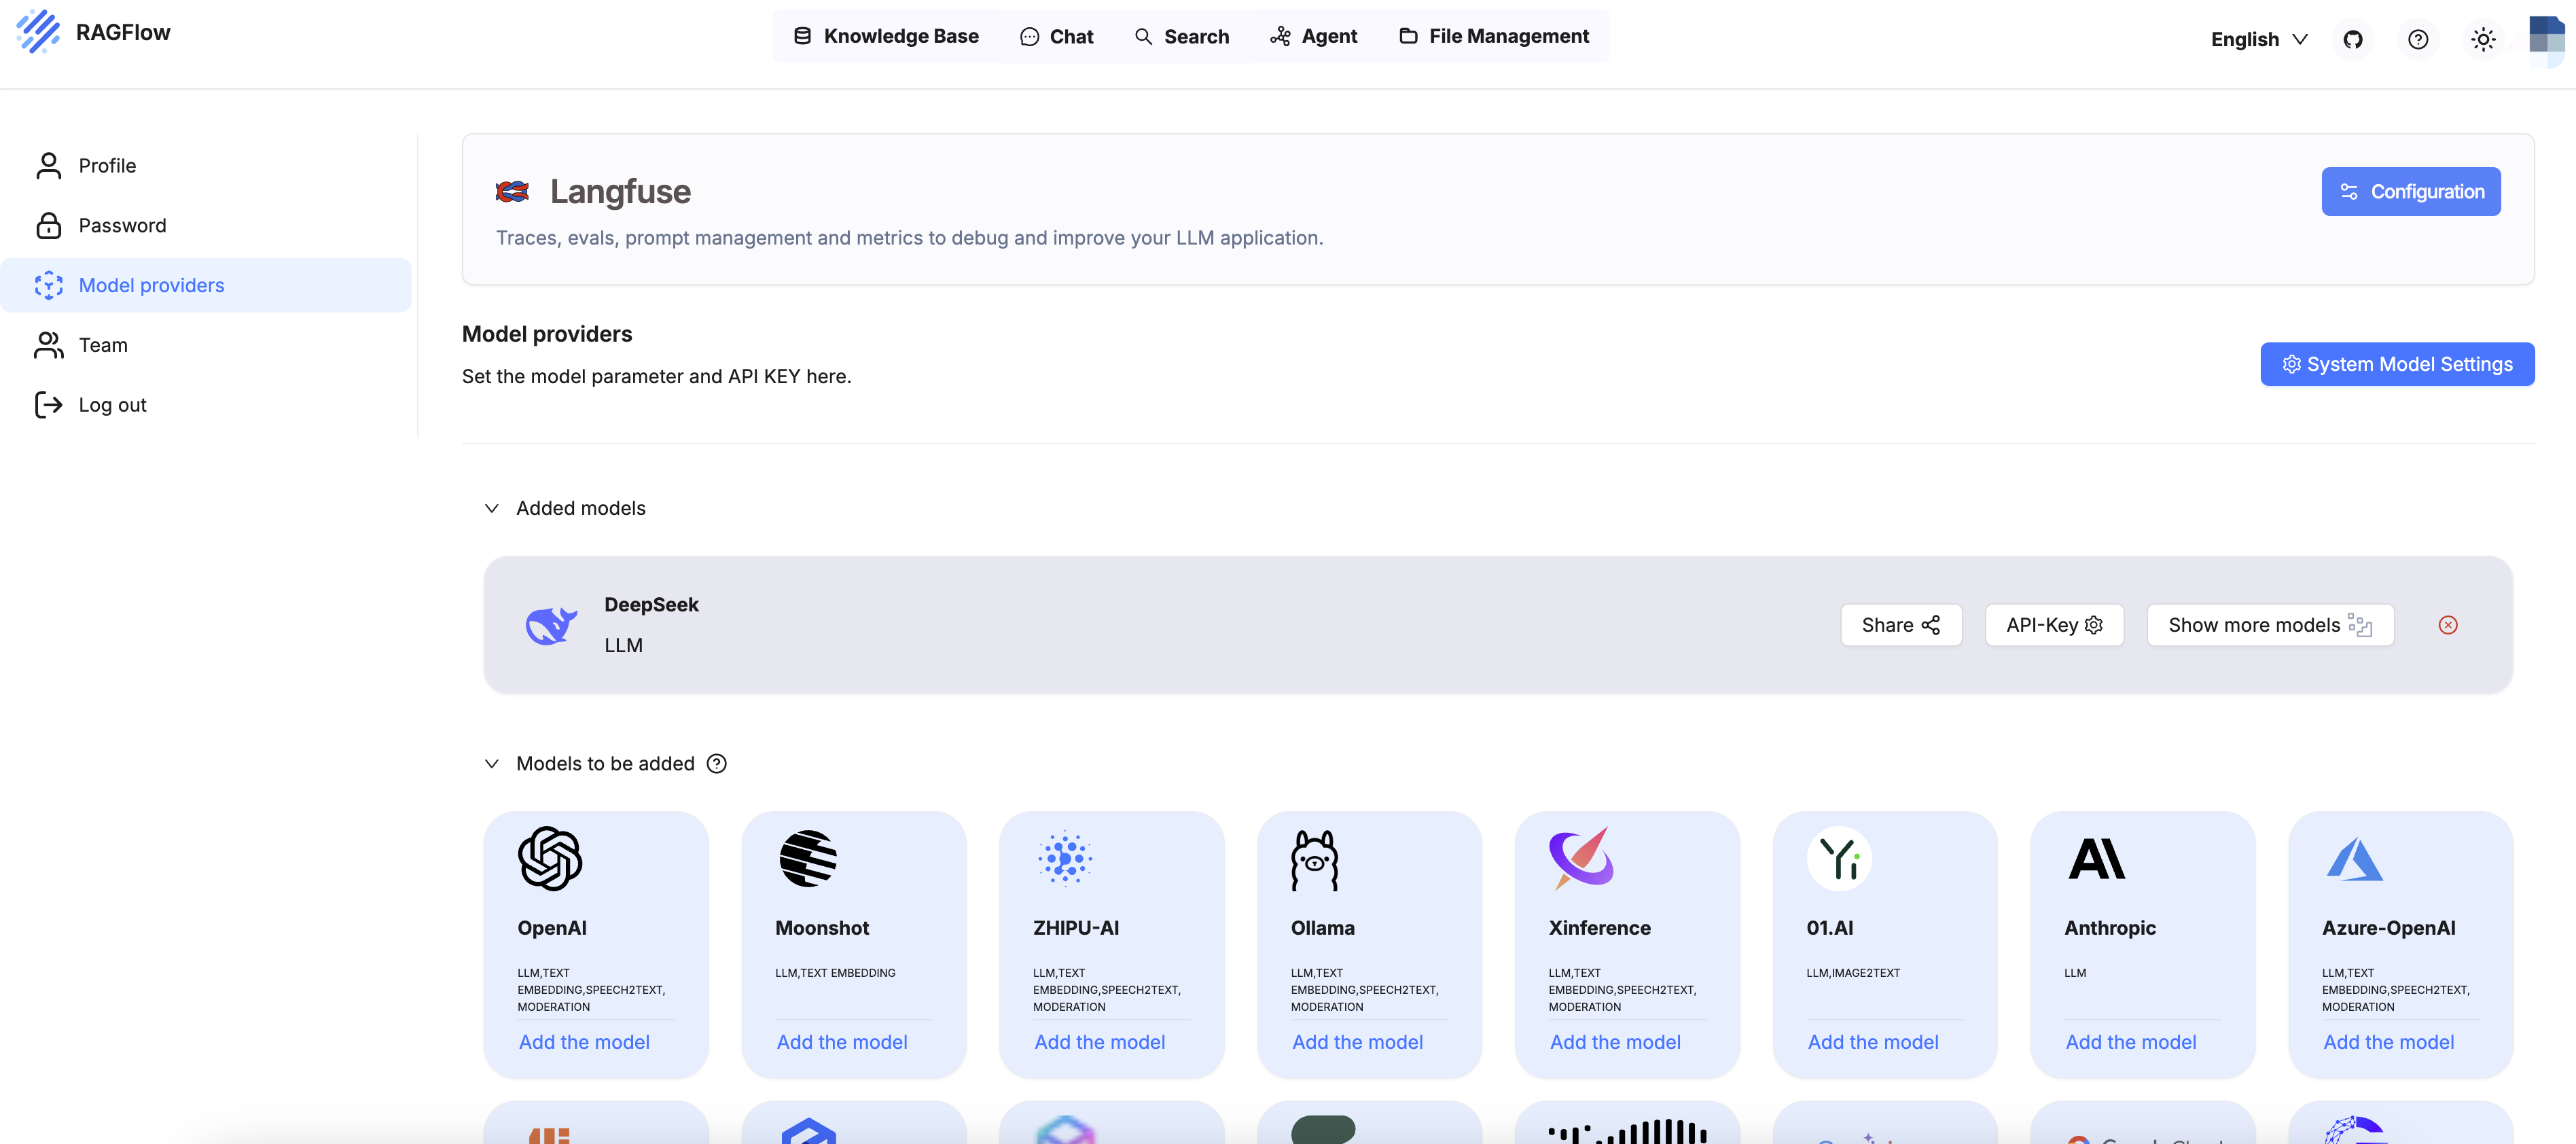 RAGFlow
Knowledge Base
Chat
Search
Agent
File Management
English
Profile
Password
Model providers
Team
Log out
Langfuse
Configuration
Traces, evals, prompt management and metrics to debug and improve your LLM application.
Model providers
Set the model parameter and API KEY here.
System Model Settings
Added models
DeepSeek
LLM
Share
API-Key
Show more models
Models to be added
OpenAI
LLM,TEXT
EMBEDDING,SPEECH2TEXT,
MODERATION
Add the model
Moonshot
LLM,TEXT EMBEDDING
Add the model
ZHIPU-AI
LLM,TEXT
EMBEDDING,SPEECH2TEXT,
MODERATION
Add the model
Ollama
LLM,TEXT
EMBEDDING,SPEECH2TEXT,
MODERATION
Add the model
Xinference
LLM,TEXT
EMBEDDING,SPEECH2TEXT,
MODERATION
Add the model
Yi
01.AI
LLM,IMAGE2TEXT
Add the model
Anthropic
LLM
Add the model
Azure-OpenAI
LLM,TEXT
EMBEDDING,SPEECH2TEXT,
MODERATION
Add the model